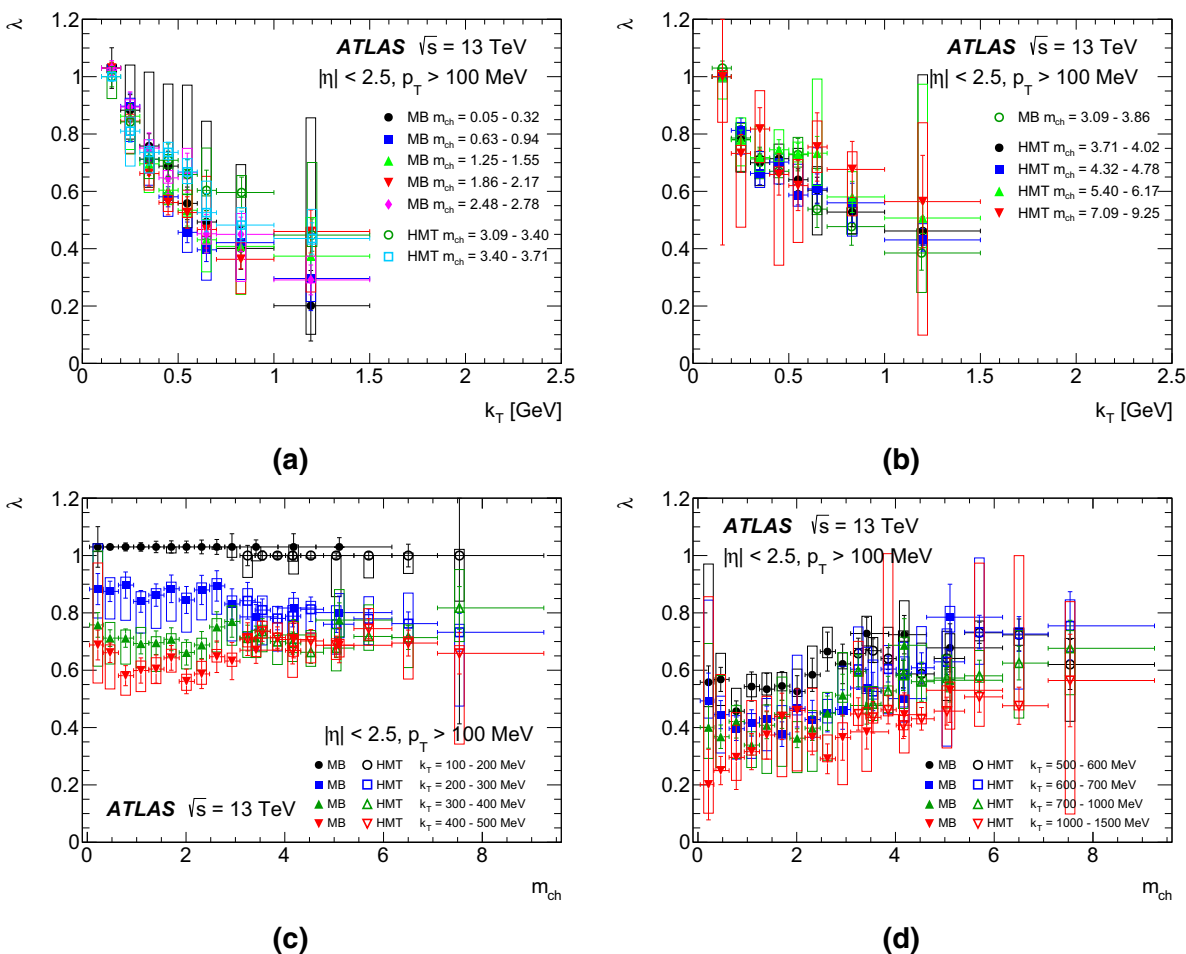 λ
1.2
1
0.8
0.6
0.4
0.2
0
ATLAS √s = 13 TeV
|η| < 2.5, p_T > 100 MeV
MB m_ch = 0.05 - 0.32
MB m_ch = 0.63 - 0.94
MB m_ch = 1.25 - 1.55
MB m_ch = 1.86 - 2.17
MB m_ch = 2.48 - 2.78
HMT m_ch = 3.09 - 3.40
HMT m_ch = 3.40 - 3.71
0 0.5 1 1.5 2 2.5
k_T [GeV]
(a)
λ
1.2
1
0.8
0.6
0.4
0.2
0
ATLAS √s = 13 TeV
|η| < 2.5, p_T > 100 MeV
MB m_ch = 3.09 - 3.86
HMT m_ch = 3.71 - 4.02
HMT m_ch = 4.32 - 4.78
HMT m_ch = 5.40 - 6.17
HMT m_ch = 7.09 - 9.25
0 0.5 1 1.5 2 2.5
k_T [GeV]
(b)
λ
1.2
1
0.8
0.6
0.4
0.2
0
|η| < 2.5, p_T > 100 MeV
ATLAS √s = 13 TeV
MB HMT k_T = 100 - 200 MeV
MB HMT k_T = 200 - 300 MeV
MB HMT k_T = 300 - 400 MeV
MB HMT k_T = 400 - 500 MeV
0 2 4 6 8
m_ch
(c)
λ
1.2
1
0.8
0.6
0.4
0.2
0
ATLAS √s = 13 TeV
|η| < 2.5, p_T > 100 MeV
MB HMT k_T = 500 - 600 MeV
MB HMT k_T = 600 - 700 MeV
MB HMT k_T = 700 - 1000 MeV
MB HMT k_T = 1000 - 1500 MeV
0 2 4 6 8
m_ch
(d)